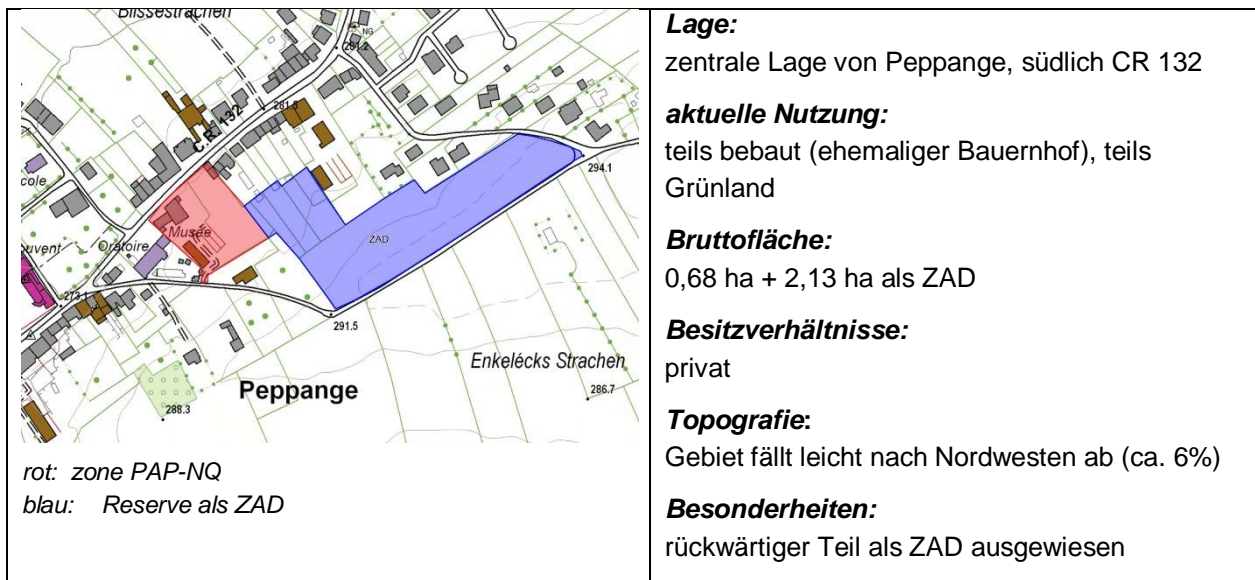 Blissestrachen
NG
281.2
281.5
C.R. 132
294.1
cole
Musée
Oratoire
ZAD
uvent
273.1
291.5
Enkelécks Strachen
286.7
Peppange
288.3
rot: zone PAP-NQ
blau: Reserve als ZAD
Lage:
zentrale Lage von Peppange, südlich CR 132
aktuelle Nutzung:
teils bebaut (ehemaliger Bauernhof), teils
Grünland
Bruttofläche:
0,68 ha + 2,13 ha als ZAD
Besitzverhältnisse:
privat
Topografie:
Gebiet fällt leicht nach Nordwesten ab (ca. 6%)
Besonderheiten:
rückwärtiger Teil als ZAD ausgewiesen